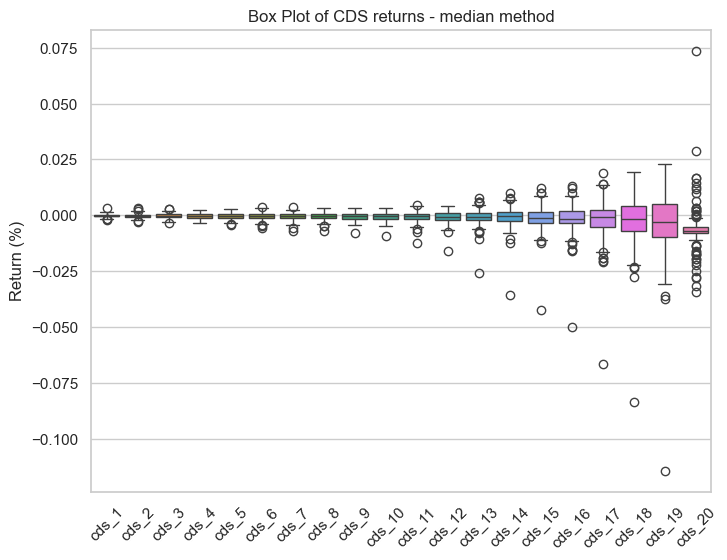 Box Plot of CDS returns - median method
Return (%)
0.075
0.050
0.025
0.000
−0.025
−0.050
−0.075
−0.100
cds_1
cds_2
cds_3
cds_4
cds_5
cds_6
cds_7
cds_8
cds_9
cds_10
cds_11
cds_12
cds_13
cds_14
cds_15
cds_16
cds_17
cds_18
cds_19
cds_20